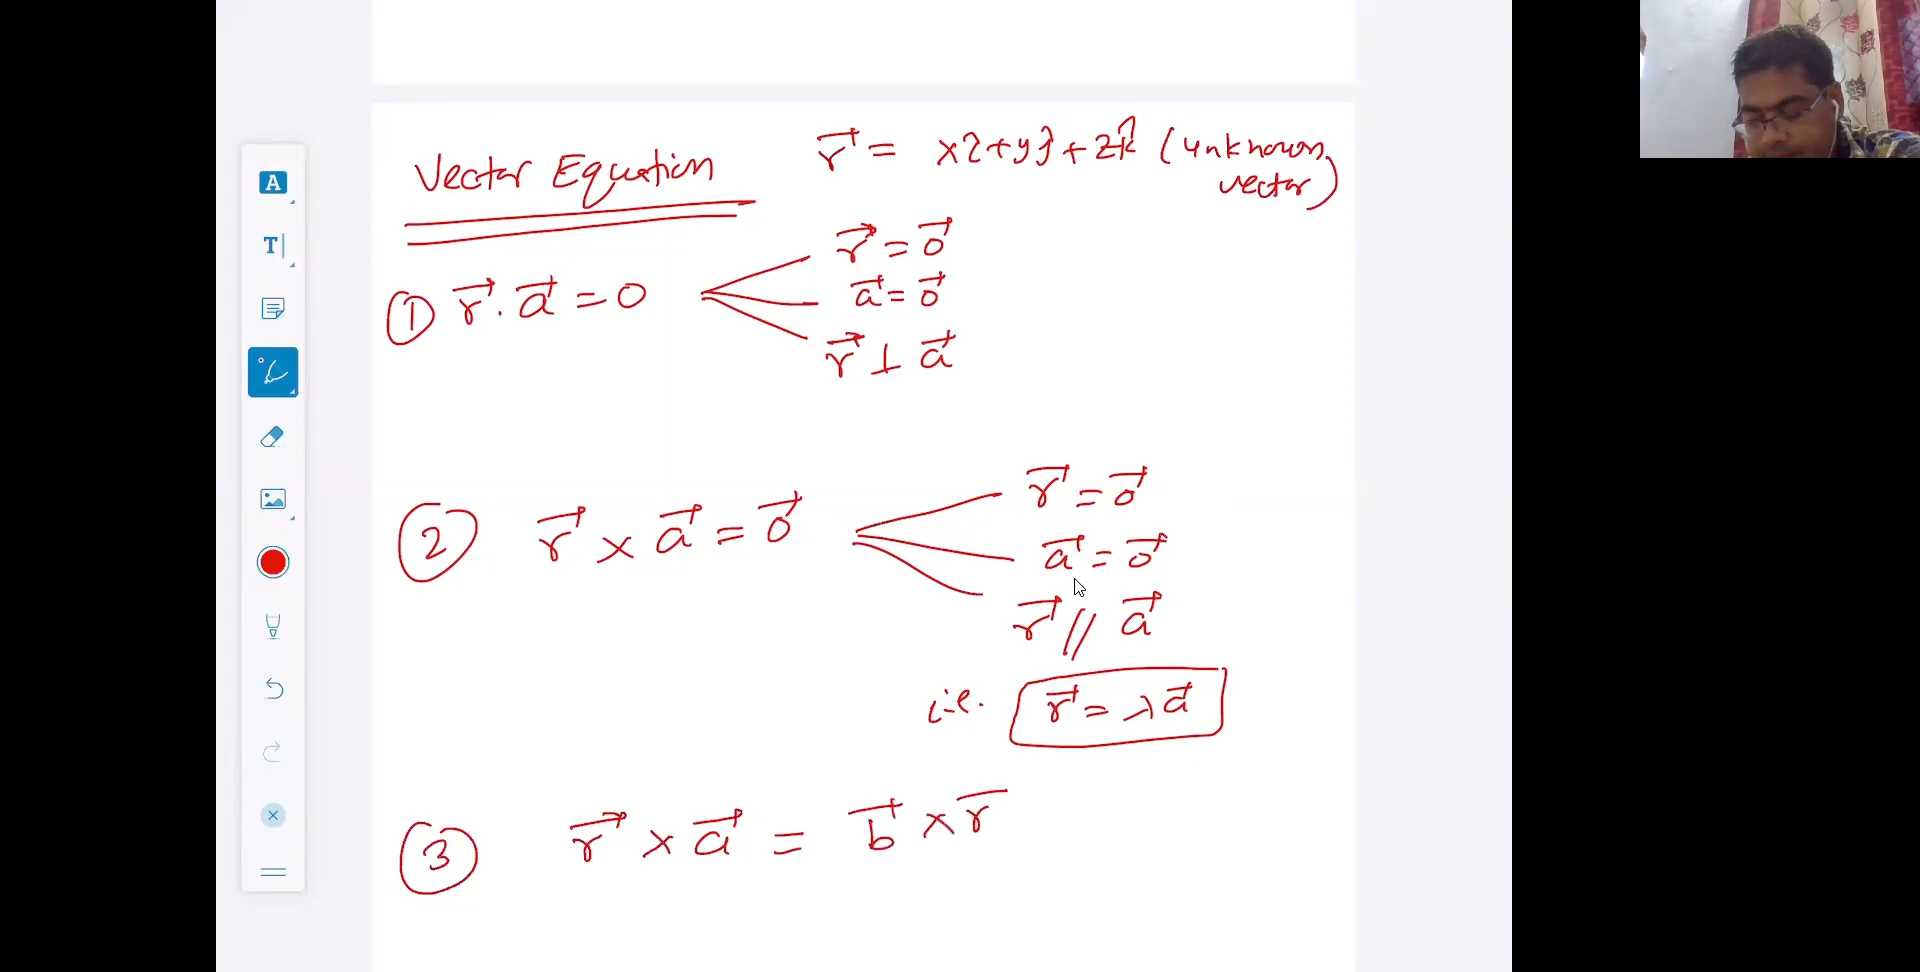 Vector Equation
r⃗ = xî + yĵ + zk̂ (unknown
vector)
① r⃗ . a⃗ = 0
r⃗ = 0⃗
a⃗ = 0⃗
r⃗ ⊥ a⃗
② r⃗ × a⃗ = 0⃗
r⃗ = 0⃗
a⃗ = 0⃗
r⃗ // a⃗
i.e. r⃗ = λa⃗
③ r⃗ × a⃗ = b⃗ × r̅
A
T